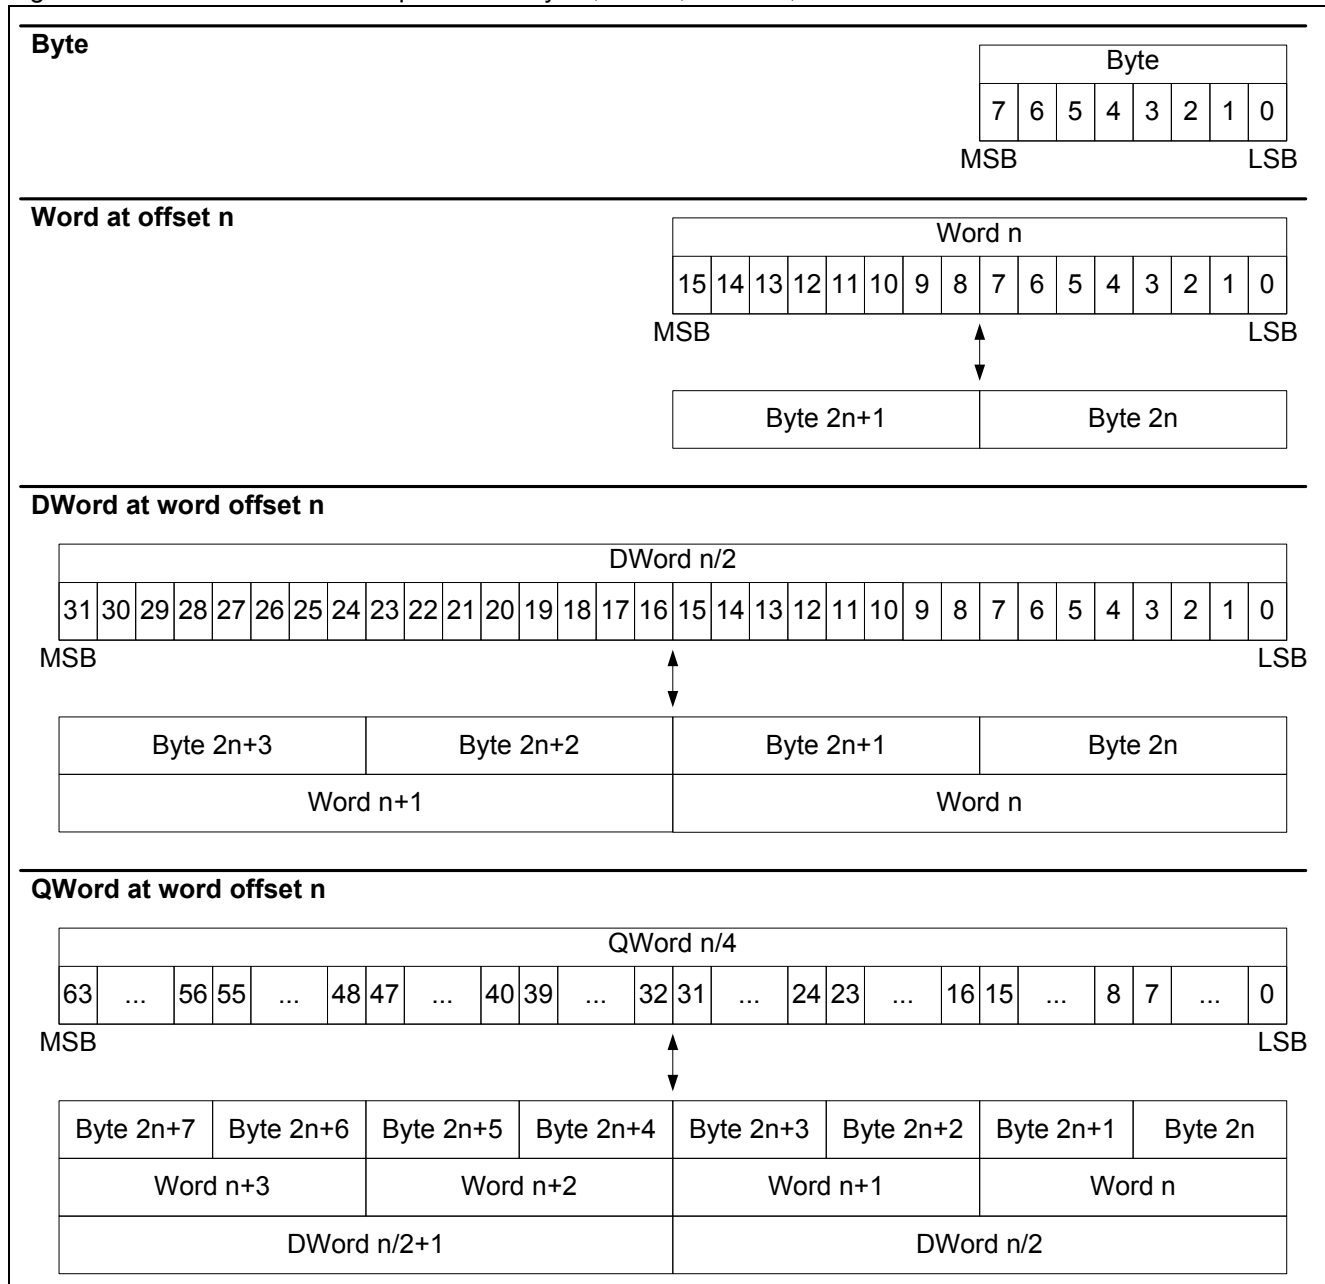 Byte
Byte
7 6 5 4 3 2 1 0
MSB LSB
Word at offset n
Word n
15 14 13 12 11 10 9 8 7 6 5 4 3 2 1 0
MSB LSB
Byte 2n+1 Byte 2n
DWord at word offset n
DWord n/2
31 30 29 28 27 26 25 24 23 22 21 20 19 18 17 16 15 14 13 12 11 10 9 8 7 6 5 4 3 2 1 0
MSB LSB
Byte 2n+3 Byte 2n+2 Byte 2n+1 Byte 2n
Word n+1 Word n
QWord at word offset n
QWord n/4
63 ... 56 55 ... 48 47 ... 40 39 ... 32 31 ... 24 23 ... 16 15 ... 8 7 ... 0
MSB LSB
Byte 2n+7 Byte 2n+6 Byte 2n+5 Byte 2n+4 Byte 2n+3 Byte 2n+2 Byte 2n+1 Byte 2n
Word n+3 Word n+2 Word n+1 Word n
DWord n/2+1 DWord n/2